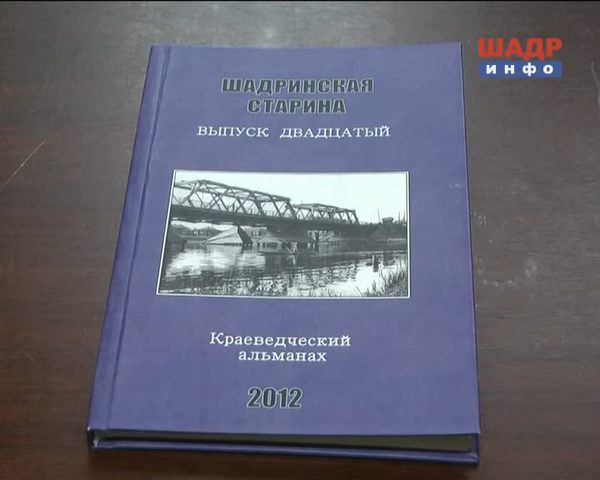 ШАДР
инфо
ШАДРИНСКАЯ
СТАРИНА
ВЫПУСК ДВАДЦАТЫЙ
Краеведческий
альманах
2012